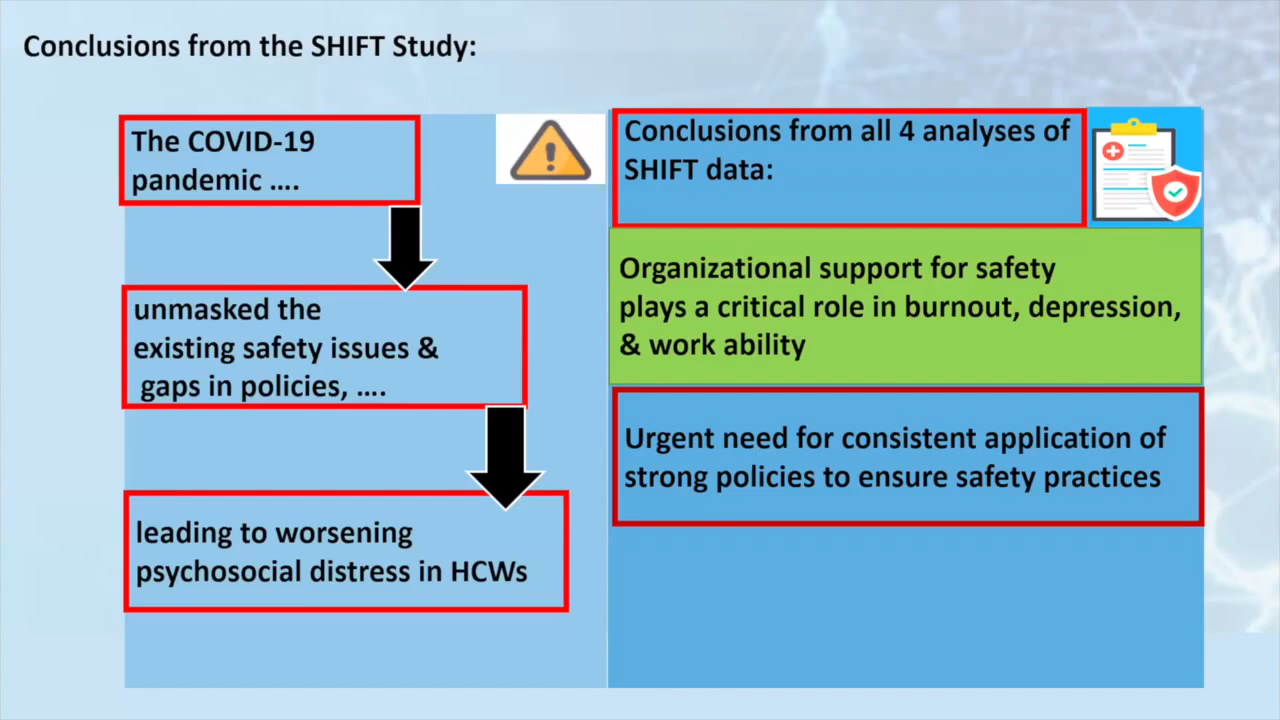 Conclusions from the SHIFT Study:
The COVID-19
pandemic ....
unmasked the
existing safety issues &
gaps in policies, ....
leading to worsening
psychosocial distress in HCWs
Conclusions from all 4 analyses of
SHIFT data:
Organizational support for safety
plays a critical role in burnout, depression,
& work ability
Urgent need for consistent application of
strong policies to ensure safety practices